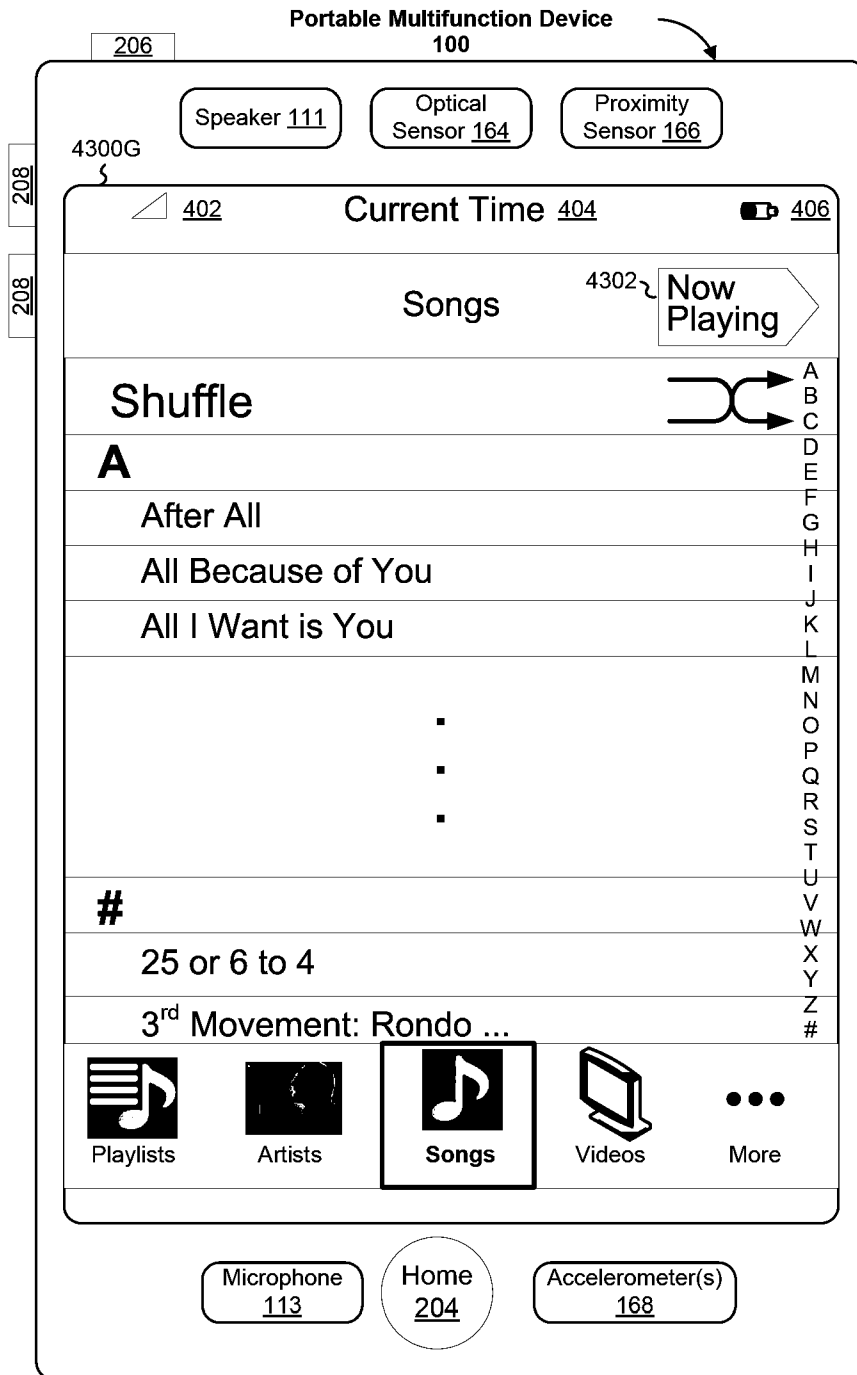 Portable Multifunction Device
100
206
Speaker 111
Optical
Sensor 164
Proximity
Sensor 166
4300G
208
208
402
Current Time 404
406
Songs
4302
Now
Playing
Shuffle
A
After All
All Because of You
All I Want is You
#
25 or 6 to 4
3rd Movement: Rondo ...
A
B
C
D
E
F
G
H
I
J
K
L
M
N
O
P
Q
R
S
T
U
V
W
X
Y
Z
#
Playlists
Artists
Songs
Videos
More
Microphone
113
Home
204
Accelerometer(s)
168